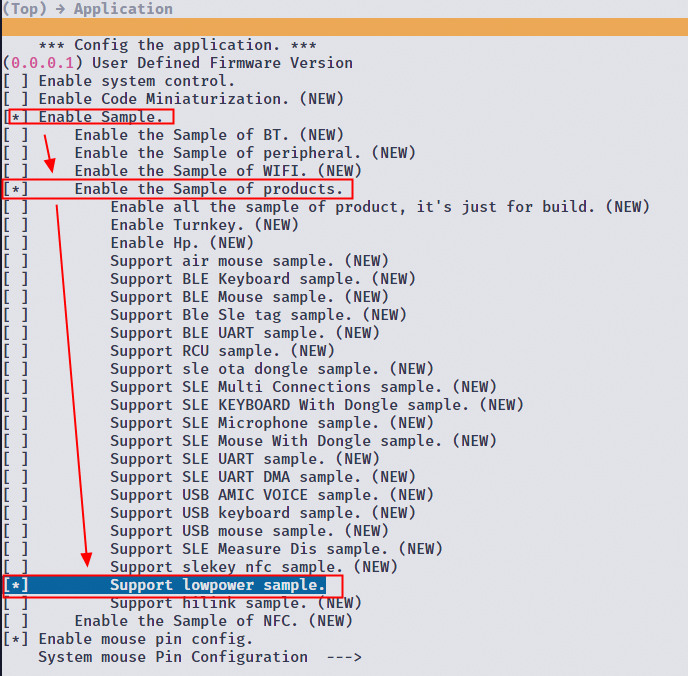 (Top) → Application
*** Config the application. ***
(0.0.0.1) User Defined Firmware Version
[ ] Enable system control.
[ ] Enable Code Miniaturization. (NEW)
[*] Enable Sample.
[ ] Enable the Sample of BT. (NEW)
[ ] Enable the Sample of peripheral. (NEW)
[ ] Enable the Sample of WIFI. (NEW)
[*] Enable the Sample of products.
[ ] Enable all the sample of product, it's just for build. (NEW)
[ ] Enable Turnkey. (NEW)
[ ] Enable Hp. (NEW)
[ ] Support air mouse sample. (NEW)
[ ] Support BLE Keyboard sample. (NEW)
[ ] Support BLE Mouse sample. (NEW)
[ ] Support Ble Sle tag sample. (NEW)
[ ] Support BLE UART sample. (NEW)
[ ] Support RCU sample. (NEW)
[ ] Support sle ota dongle sample. (NEW)
[ ] Support SLE Multi Connections sample. (NEW)
[ ] Support SLE KEYBOARD With Dongle sample. (NEW)
[ ] Support SLE Microphone sample. (NEW)
[ ] Support SLE Mouse With Dongle sample. (NEW)
[ ] Support SLE UART sample. (NEW)
[ ] Support SLE UART DMA sample. (NEW)
[ ] Support USB AMIC VOICE sample. (NEW)
[ ] Support USB keyboard sample. (NEW)
[ ] Support USB mouse sample. (NEW)
[ ] Support SLE Measure Dis sample. (NEW)
[ ] Support slekey nfc sample. (NEW)
[*] Support lowpower sample.
[ ] Support hilink sample. (NEW)
[ ] Enable the Sample of NFC. (NEW)
[*] Enable mouse pin config.
System mouse Pin Configuration --->